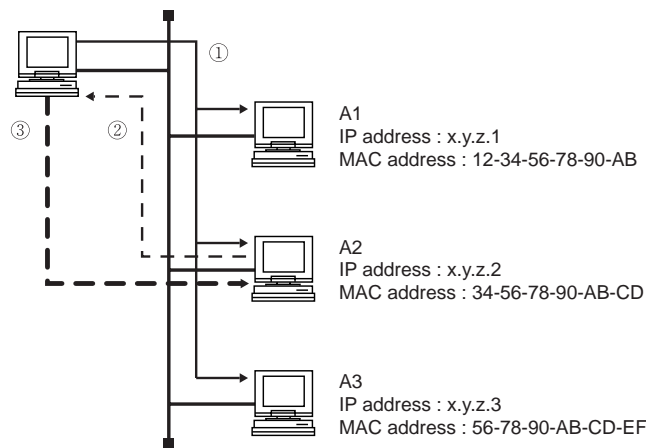 ①
③
②
A1
IP address : x.y.z.1
MAC address : 12-34-56-78-90-AB
A2
IP address : x.y.z.2
MAC address : 34-56-78-90-AB-CD
A3
IP address : x.y.z.3
MAC address : 56-78-90-AB-CD-EF